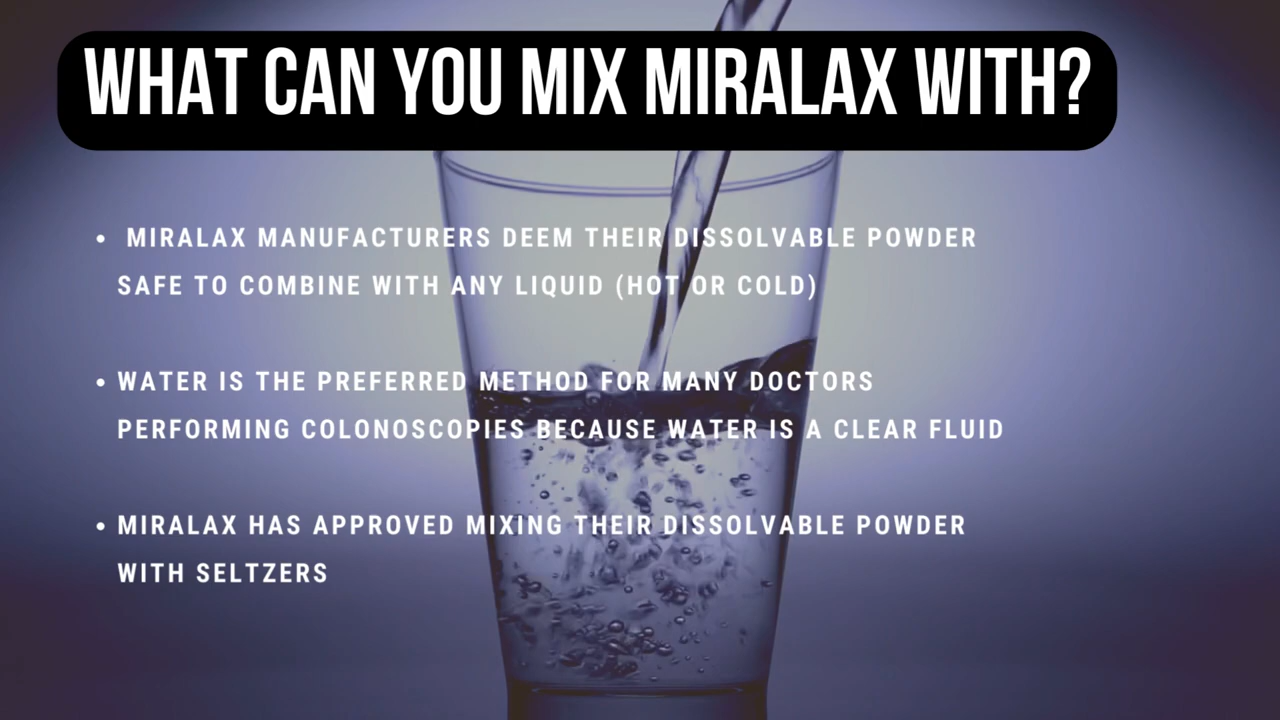 WHAT CAN YOU MIX MIRALAX WITH?
• MIRALAX MANUFACTURERS DEEM THEIR DISSOLVABLE POWDER
SAFE TO COMBINE WITH ANY LIQUID (HOT OR COLD)
• WATER IS THE PREFERRED METHOD FOR MANY DOCTORS
PERFORMING COLONOSCOPIES BECAUSE WATER IS A CLEAR FLUID
• MIRALAX HAS APPROVED MIXING THEIR DISSOLVABLE POWDER
WITH SELTZERS